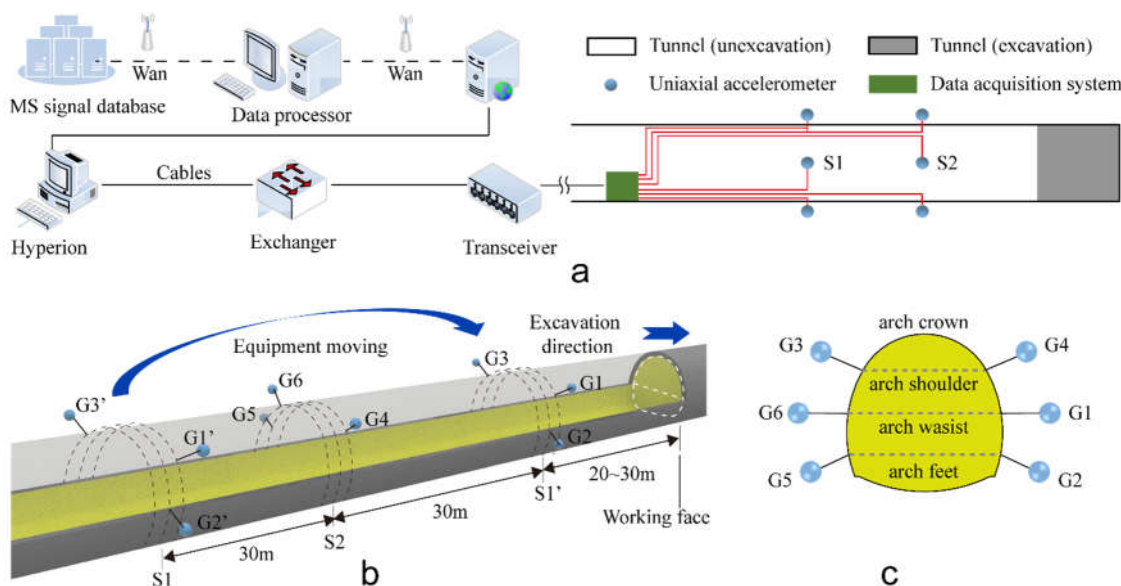 Wan
Wan
MS signal database
Data processor
Tunnel (unexcavation)
Tunnel (excavation)
Uniaxial accelerometer
Data acquisition system
S1
S2
Cables
Hyperion
Exchanger
Transceiver
a
Equipment moving
Excavation
direction
G3'
G6
G3
G1
G5
G4
G1'
G2
G2'
20~30m
S1'
30m
Working face
S2
30m
S1
b
arch crown
G3
G4
arch shoulder
G6
arch wasist
G1
G5
arch feet
G2
c